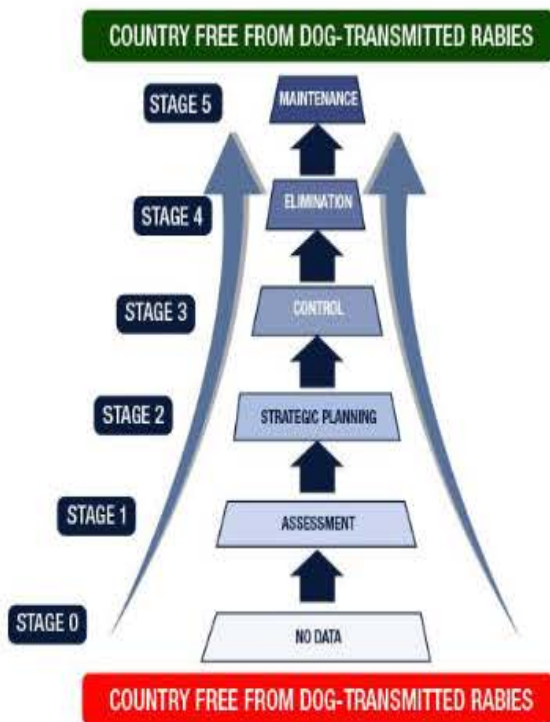 COUNTRY FREE FROM DOG-TRANSMITTED RABIES
STAGE 5
MAINTENANCE
STAGE 4
ELIMINATION
STAGE 3
CONTROL
STAGE 2
STRATEGIC PLANNING
STAGE 1
ASSESSMENT
STAGE 0
NO DATA
COUNTRY FREE FROM DOG-TRANSMITTED RABIES